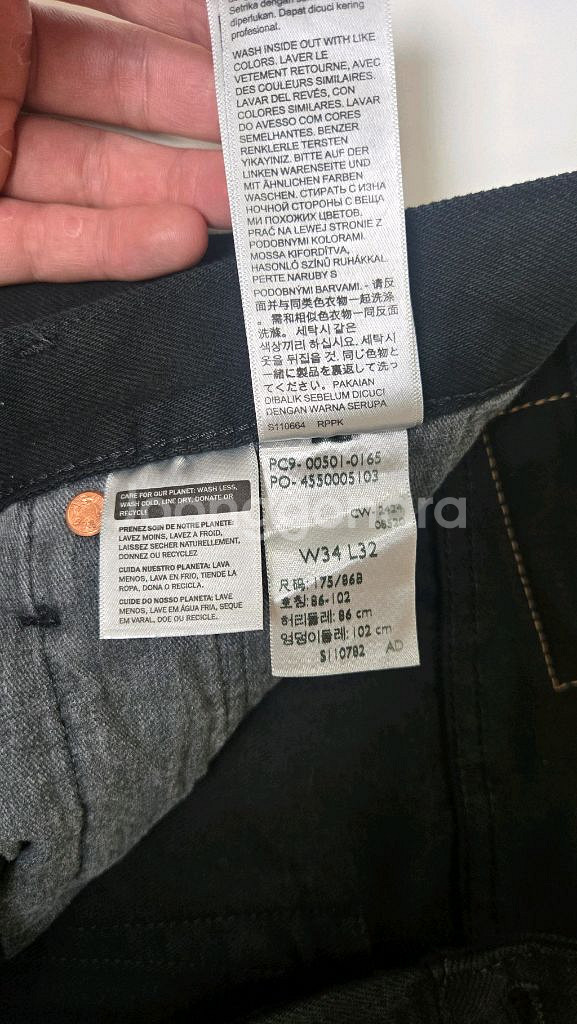 Setrika dengan
diperlukan. Dapat dicuci kering
profesional.
WASH INSIDE OUT WITH LIKE
COLORS. LAVER LE
VETEMENT RETOURNE, AVEC
DES COULEURS SIMILAIRES.
LAVAR DEL REVÉS, CON
COLORES SIMILARES. LAVAR
DO AVESSO COM CORES
SEMELHANTES. BENZER
RENKLERLE TERSTEN
YIKAYINIZ. BITTE AUF DER
LINKEN WARENSEITE UND
MIT ÄHNLICHEN FARBEN
WASCHEN. СТИРАТЬ С ИЗНА
НОЧНОЙ СТОРОНЫ С ВЕЩА
МИ ПОХОЖИХ ЦВЕТОВ.
PRAĆ NA LEWEJ STRONIE Z
PODOBNYMI KOLORAMI.
MOSSA KIFORDÍTVA,
HASONLÓ SZÍNŰ RUHÁKKAL.
PERTE NARUBY S
PODOBNÝMI BARVAMI. - 请反
面并与同类色衣物一起洗涤
。需和相似色衣物一同反面
洗滌。세탁시 같은
색상끼리 하십시요. 세탁시
옷을 뒤집을 것. 同じ色物と
一緒に製品を裏返して洗っ
てください。PAKAIAN
DIBALIK SEBELUM DICUCI
DENGAN WARNA SERUPA
S110664 RPPK
CARE FOR OUR PLANET: WASH LESS,
WASH COLD, LINE DRY, DONATE OR
RECYCLE
PRENEZ SOIN DE NOTRE PLANETE:
LAVEZ MOINS, LAVEZ A FROID,
LAISSEZ SECHER NATURELLEMENT,
DONNEZ OU RECYCLEZ
CUIDA NUESTRO PLANETA: LAVA
MENOS, LAVA EN FRIO, TIENDE LA
ROPA, DONA O RECICLA.
CUIDE DO NOSSO PLANETA: LAVE
MENOS, LAVE EM ÁGUA FRIA, SEQUE
EM VARAL, DOE OU RECICLE.
PC9- 00501-0165
PO- 4550005103
CW-
W34 L32
尺码: 175/86B
호칭: 86-102
허리둘레: 86 cm
엉덩이둘레: 102 cm
S110782 AD